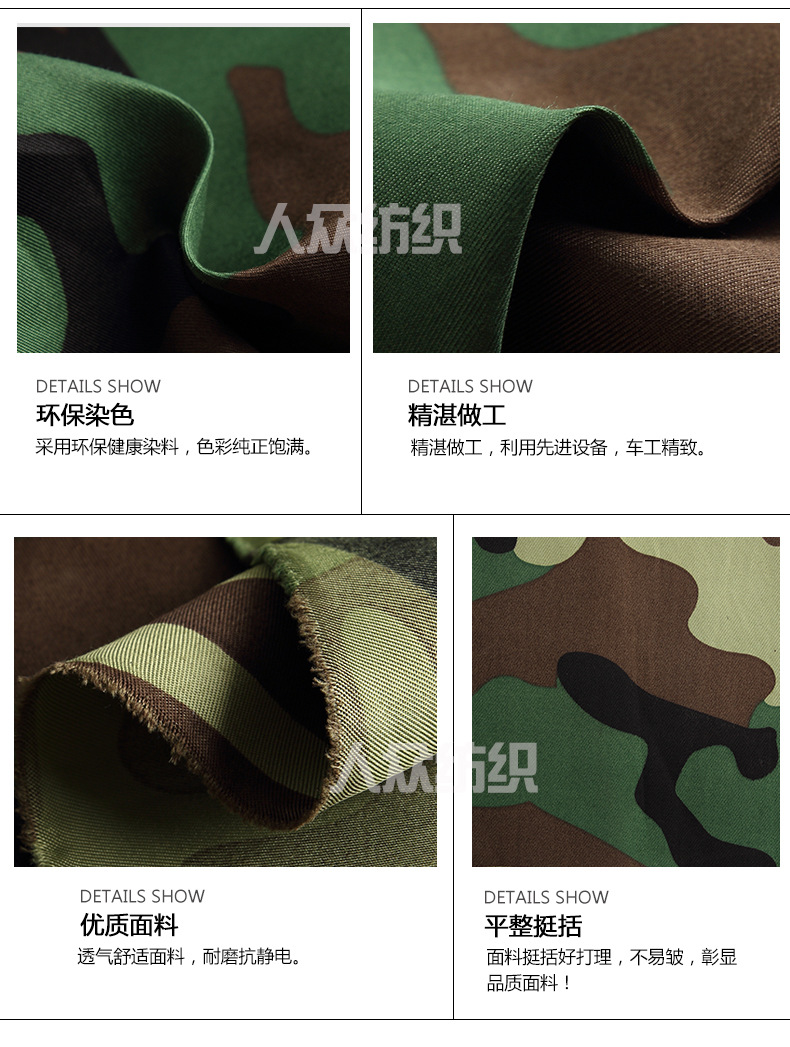 人众纺织
DETAILS SHOW
环保染色
采用环保健康染料，色彩纯正饱满。
DETAILS SHOW
精湛做工
精湛做工，利用先进设备，车工精致。
人众纺织
DETAILS SHOW
优质面料
透气舒适面料，耐磨抗静电。
DETAILS SHOW
平整挺括
面料挺括好打理，不易皱，彰显
品质面料！